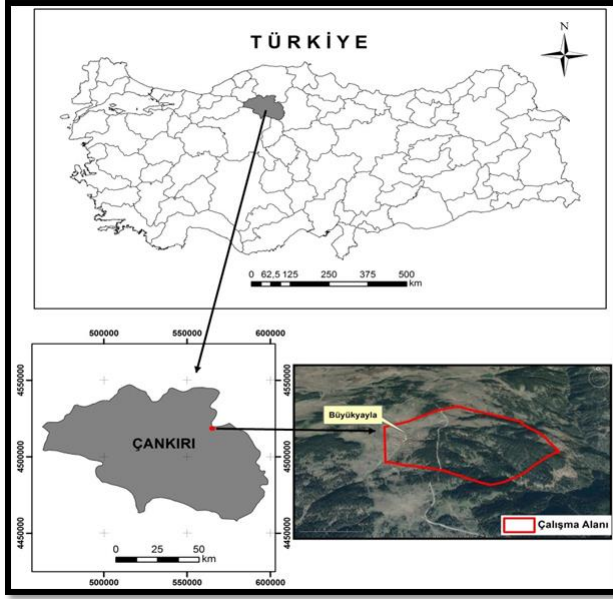 N
TÜRKİYE
0 62,5 125 250 375 500
km
500000 550000 600000
4550000 4550000
Büyükyayla
ÇANKIRI
4500000 4500000
Çalışma Alanı
4450000 4450000
0 25 50
km
500000 550000 600000